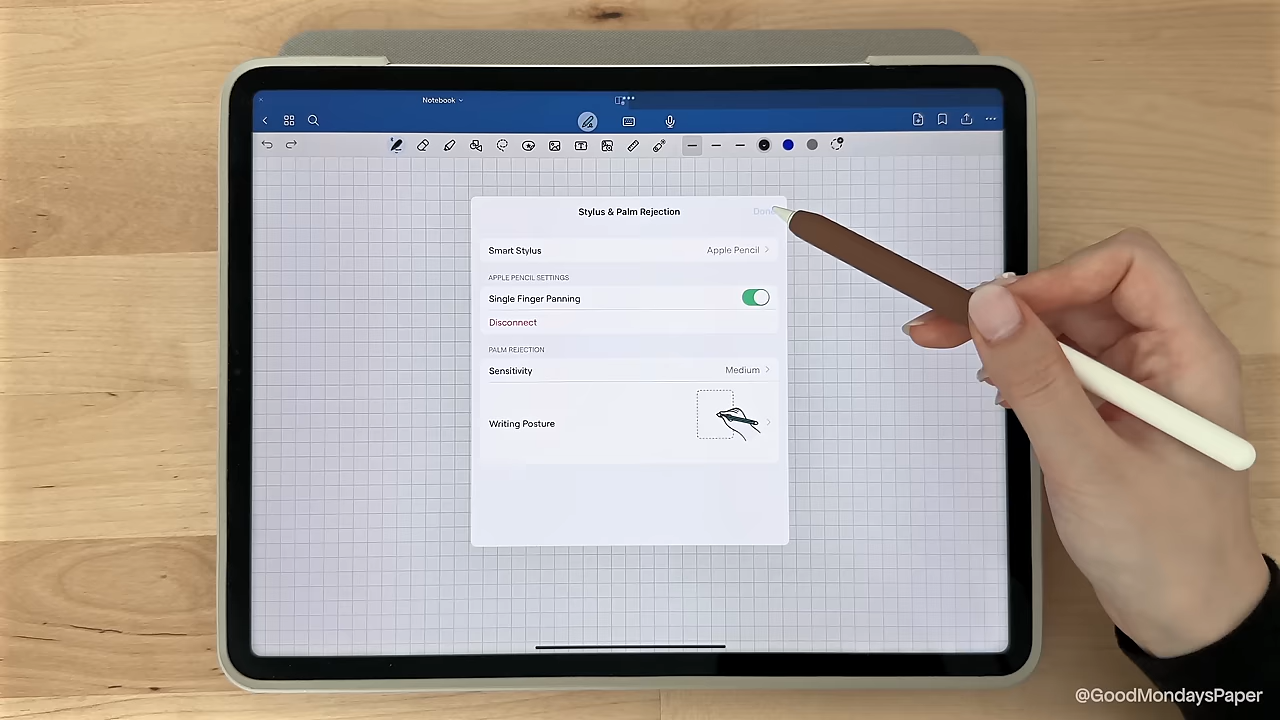 Notebook
Stylus & Palm Rejection
Done
Smart Stylus
Apple Pencil
APPLE PENCIL SETTINGS
Single Finger Panning
Disconnect
PALM REJECTION
Sensitivity
Medium
Writing Posture
@GoodMondaysPaper